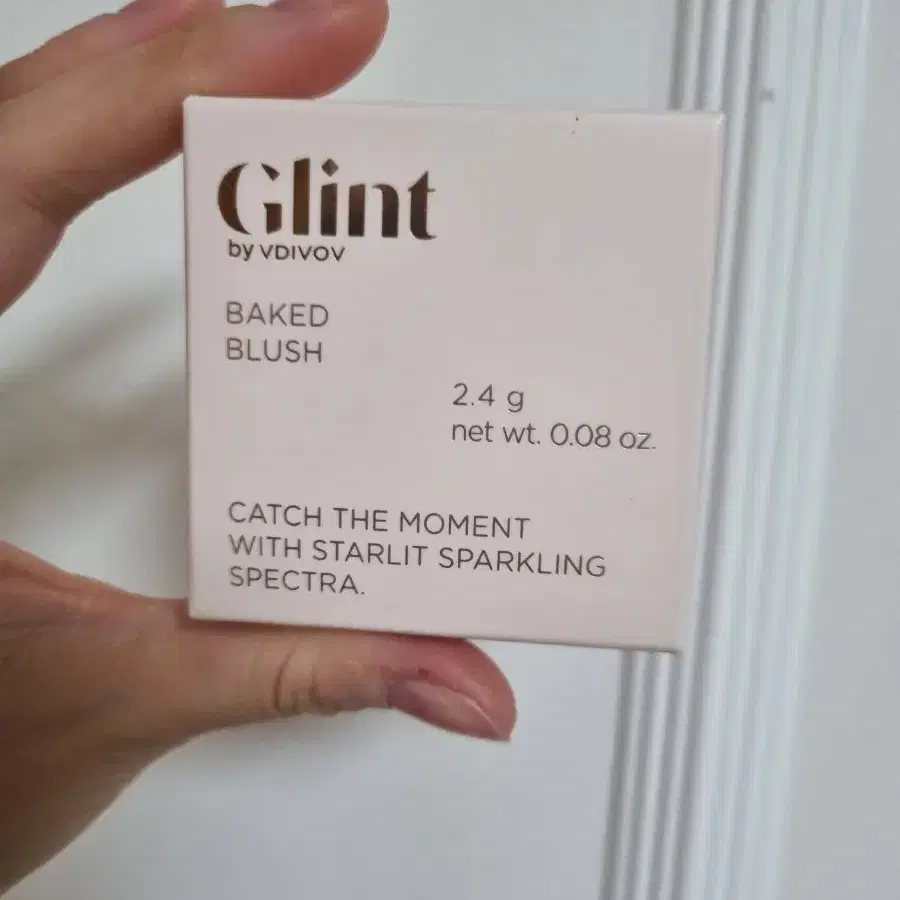 Glint
by VDIVOV
BAKED
BLUSH
2.4 g
net wt. 0.08 oz.
CATCH THE MOMENT
WITH STARLIT SPARKLING
SPECTRA.